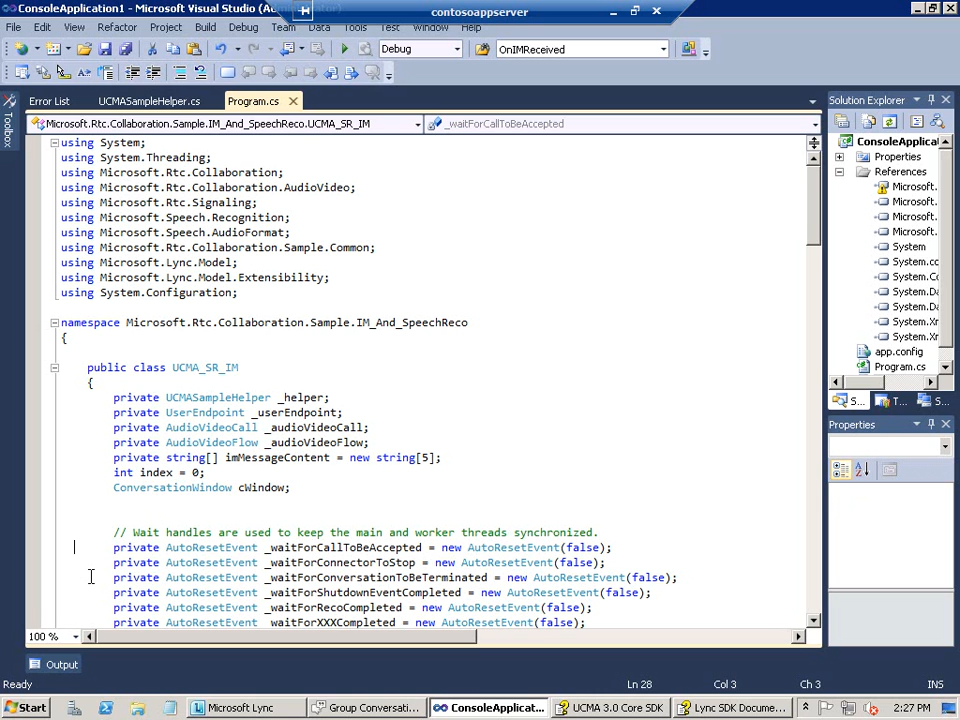 ConsoleApplication1 - Microsoft Visual Studio (A
contosoappserver
File Edit View Refactor Project Build Debug Team Data Tools Test Window Help
Debug OnIMReceived
Error List UCMASampleHelper.cs Program.cs
Solution Explorer
Toolbox
Microsoft.Rtc.Collaboration.Sample.IM_And_SpeechReco.UCMA_SR_IM _waitForCallToBeAccepted
using System;
using System.Threading;
using Microsoft.Rtc.Collaboration;
using Microsoft.Rtc.Collaboration.AudioVideo;
using Microsoft.Rtc.Signaling;
using Microsoft.Speech.Recognition;
using Microsoft.Speech.AudioFormat;
using Microsoft.Rtc.Collaboration.Sample.Common;
using Microsoft.Lync.Model;
using Microsoft.Lync.Model.Extensibility;
using System.Configuration;
namespace Microsoft.Rtc.Collaboration.Sample.IM_And_SpeechReco
{
public class UCMA_SR_IM
{
private UCMASampleHelper _helper;
private UserEndpoint _userEndpoint;
private AudioVideoCall _audioVideoCall;
private AudioVideoFlow _audioVideoFlow;
private string[] imMessageContent = new string[5];
int index = 0;
ConversationWindow cWindow;
// Wait handles are used to keep the main and worker threads synchronized.
private AutoResetEvent _waitForCallToBeAccepted = new AutoResetEvent(false);
private AutoResetEvent _waitForConnectorToStop = new AutoResetEvent(false);
private AutoResetEvent _waitForConversationToBeTerminated = new AutoResetEvent(false);
private AutoResetEvent _waitForShutdownEventCompleted = new AutoResetEvent(false);
private AutoResetEvent _waitForRecoCompleted = new AutoResetEvent(false);
private AutoResetEvent _waitForXXXCompleted = new AutoResetEvent(false);
ConsoleApplicat
Properties
References
Microsoft.
Microsoft.
Microsoft.
Microsoft.
System
System.co
System.Co
System.Da
System.Da
System.Xr
System.Xr
app.config
Program.cs
S... T... S...
Properties
100 %
Output
Ready Ln 28 Col 3 Ch 3 INS
Start Microsoft Lync Group Conversati... ConsoleApplicat... UCMA 3.0 Core SDK Lync SDK Docume... 2:27 PM